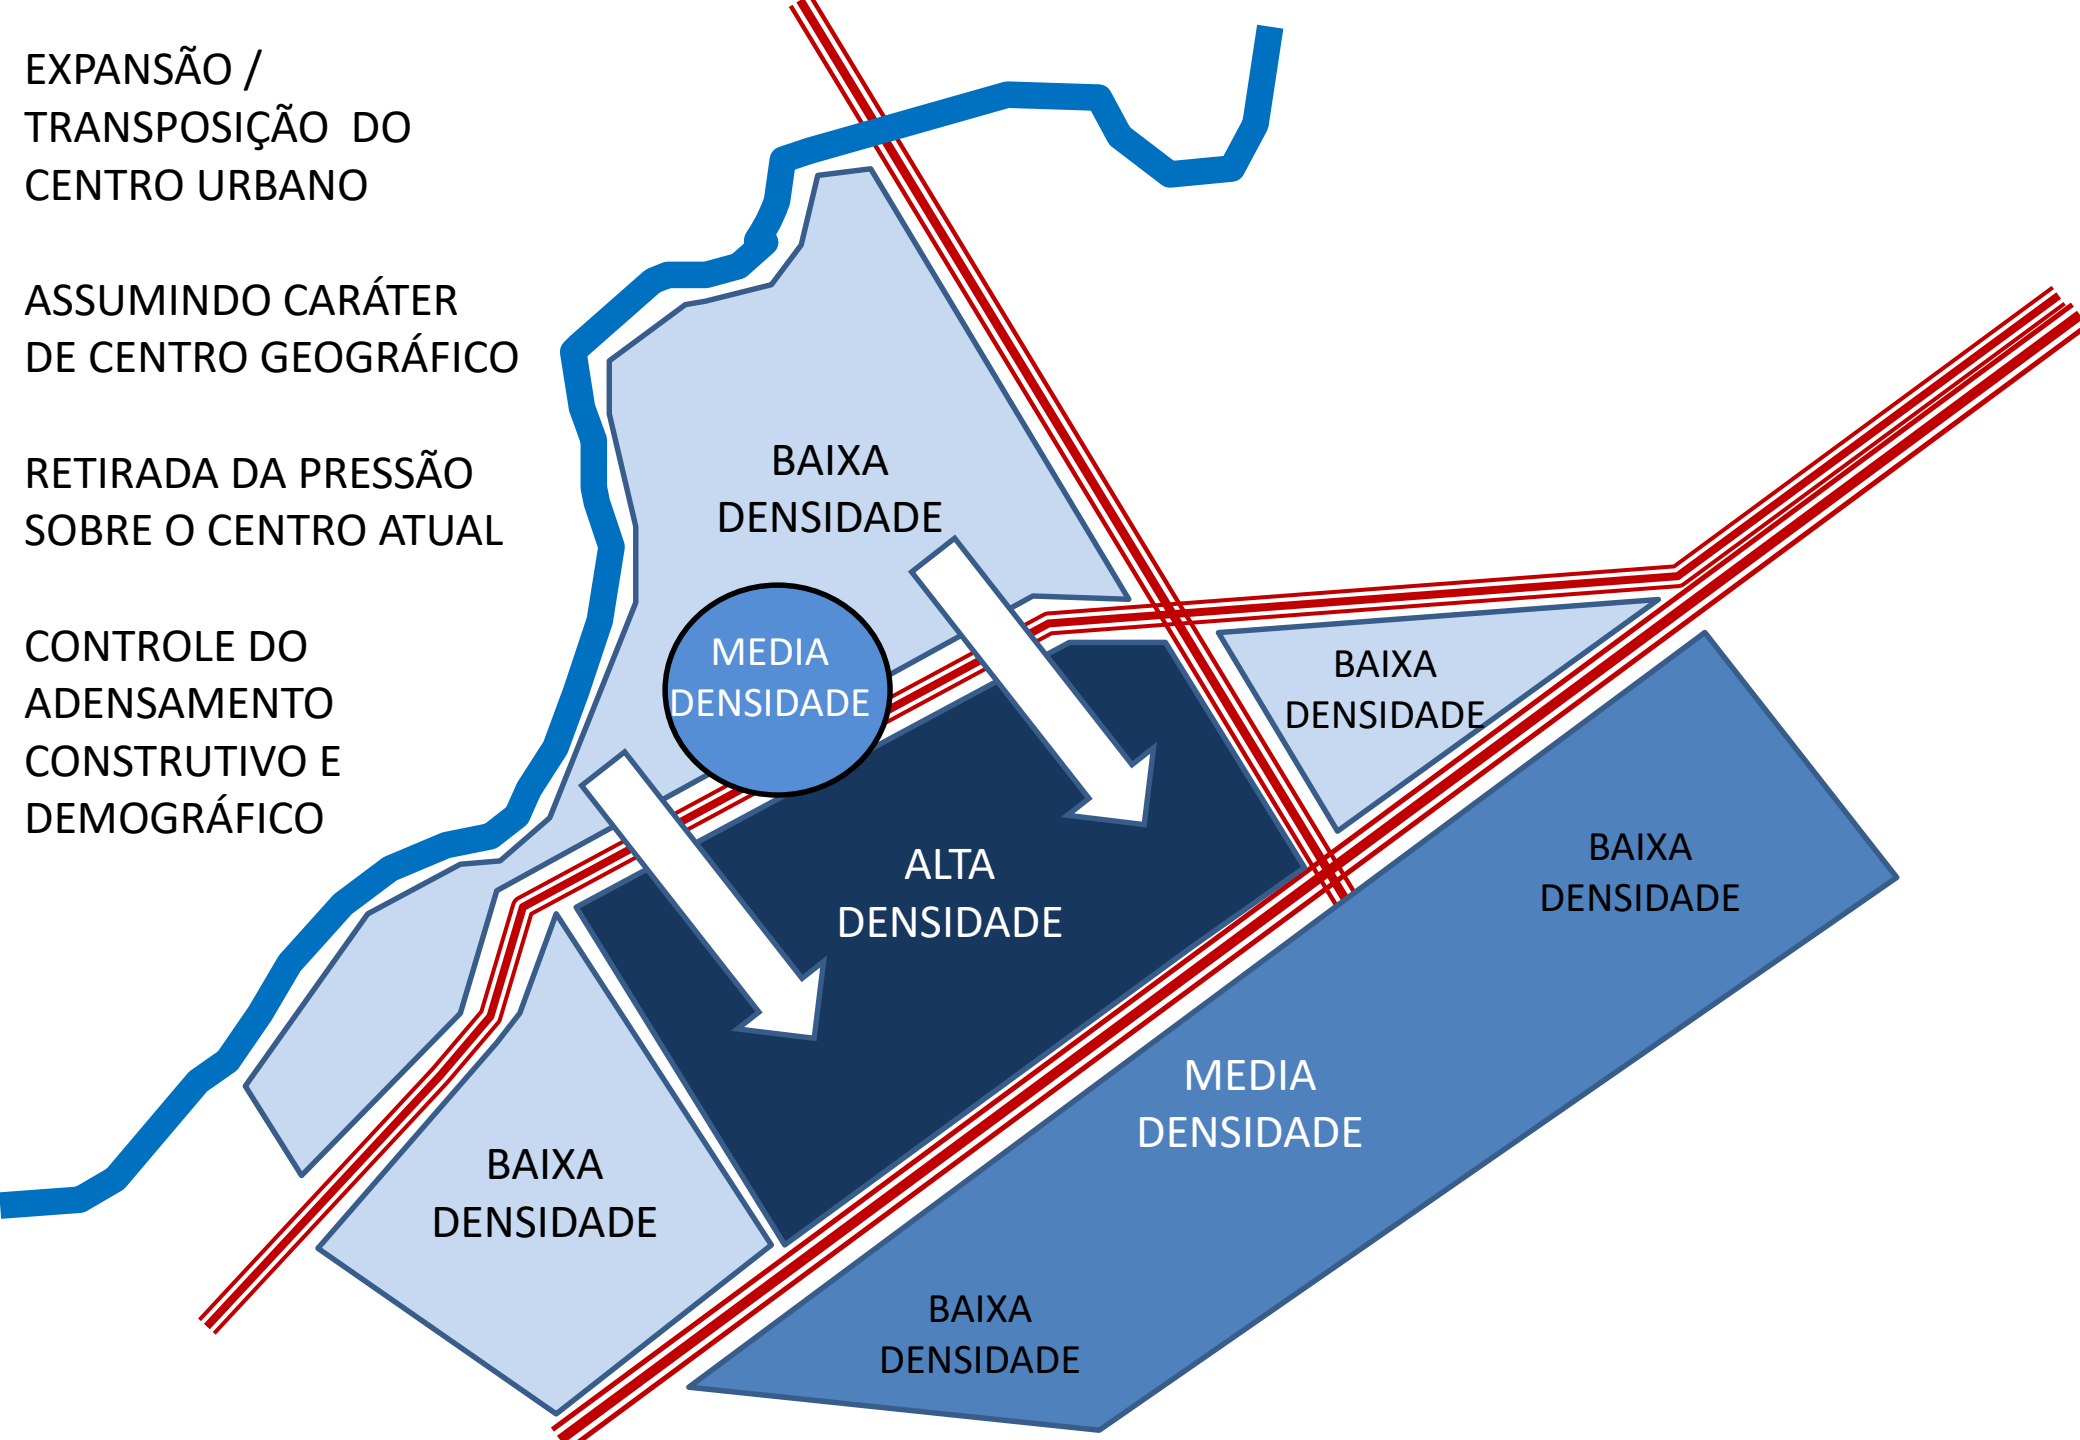 EXPANSÃO /
TRANSPOSIÇÃO DO
CENTRO URBANO
ASSUMINDO CARÁTER
DE CENTRO GEOGRÁFICO
RETIRADA DA PRESSÃO
SOBRE O CENTRO ATUAL
CONTROLE DO
ADENSAMENTO
CONSTRUTIVO E
DEMOGRÁFICO
BAIXA
DENSIDADE
MEDIA
DENSIDADE
BAIXA
DENSIDADE
ALTA
DENSIDADE
BAIXA
DENSIDADE
MEDIA
DENSIDADE
BAIXA
DENSIDADE
BAIXA
DENSIDADE